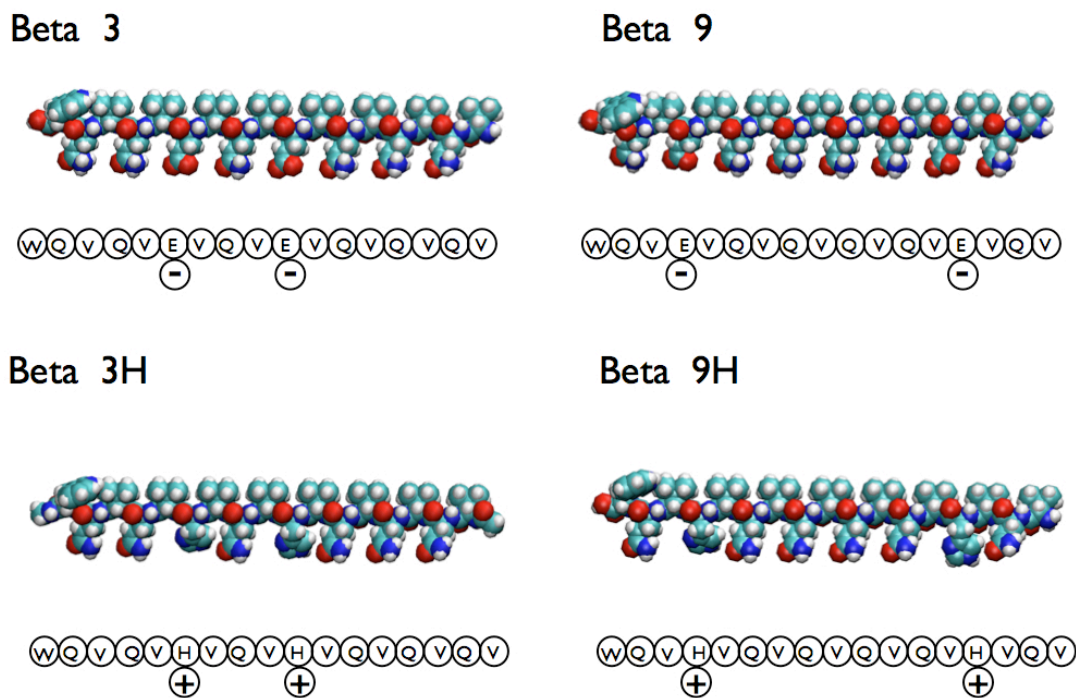 Beta 3
Beta 9
WQVQVEVQVEVQVQVQV
- -
WQVEVQVQVQVQVEVQV
- -
Beta 3H
Beta 9H
WQVQVHVQVHVQVQVQV
+ +
WQVHVQVQVQVQVHVQV
+ +